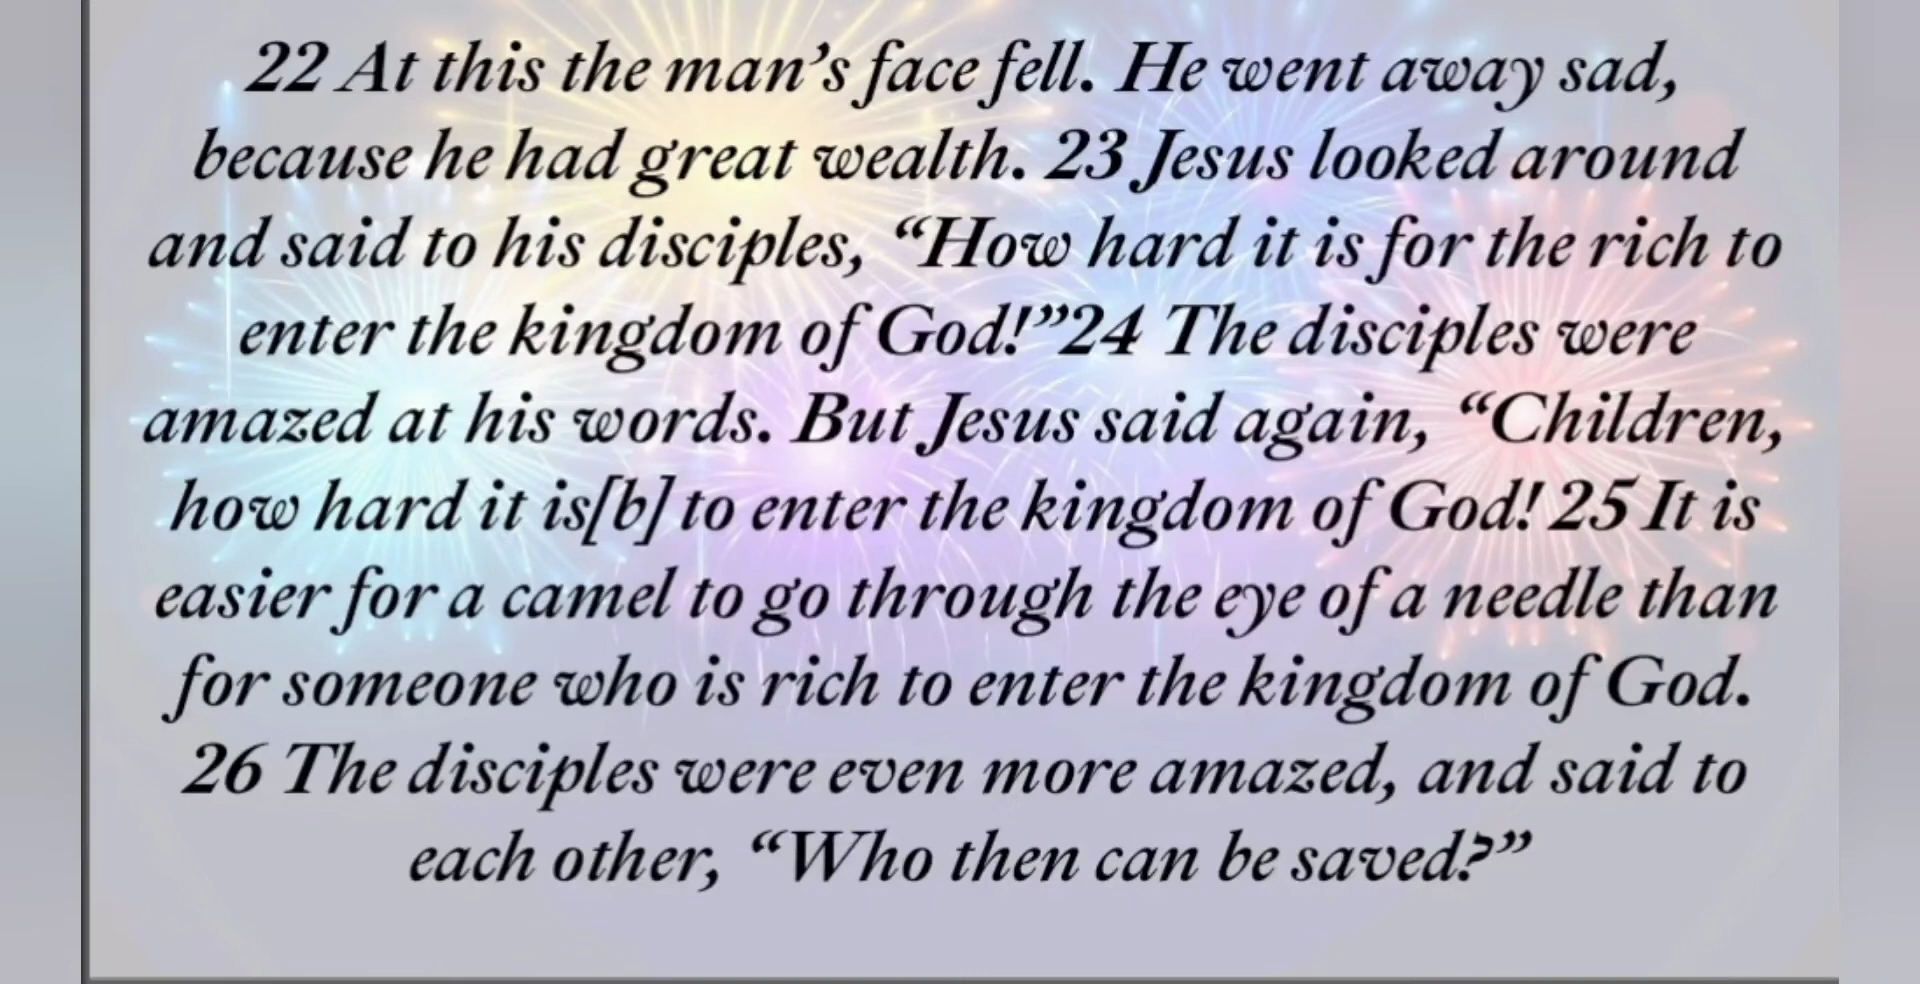 22 At this the man’s face fell. He went away sad,
because he had great wealth. 23 Jesus looked around
and said to his disciples, “How hard it is for the rich to
enter the kingdom of God!”24 The disciples were
amazed at his words. But Jesus said again, “Children,
how hard it is[b] to enter the kingdom of God! 25 It is
easier for a camel to go through the eye of a needle than
for someone who is rich to enter the kingdom of God.
26 The disciples were even more amazed, and said to
each other, “Who then can be saved?”